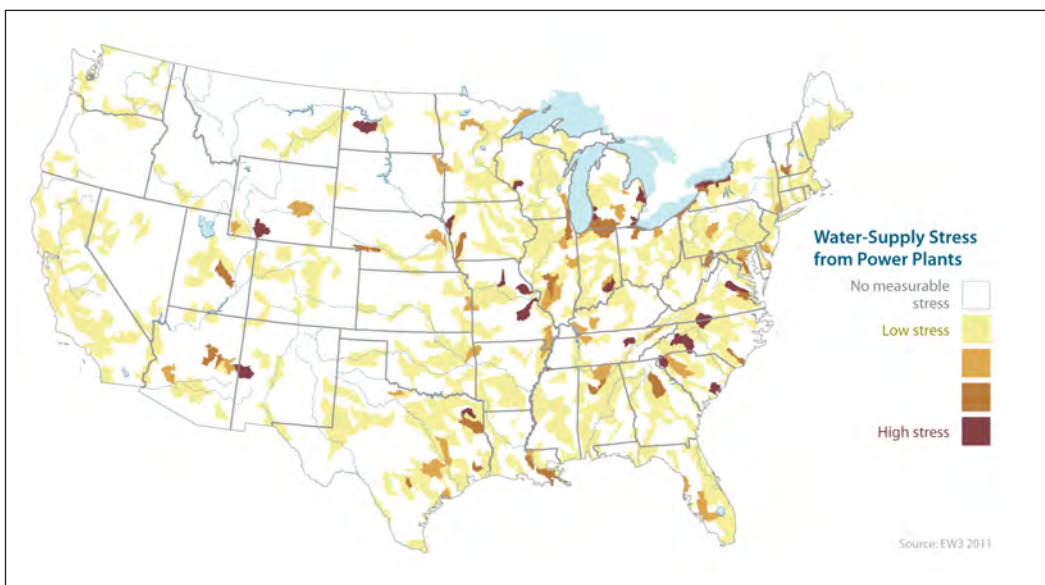 Water-Supply Stress
from Power Plants
No measurable
stress
Low stress
High stress
Source: EW3 2011